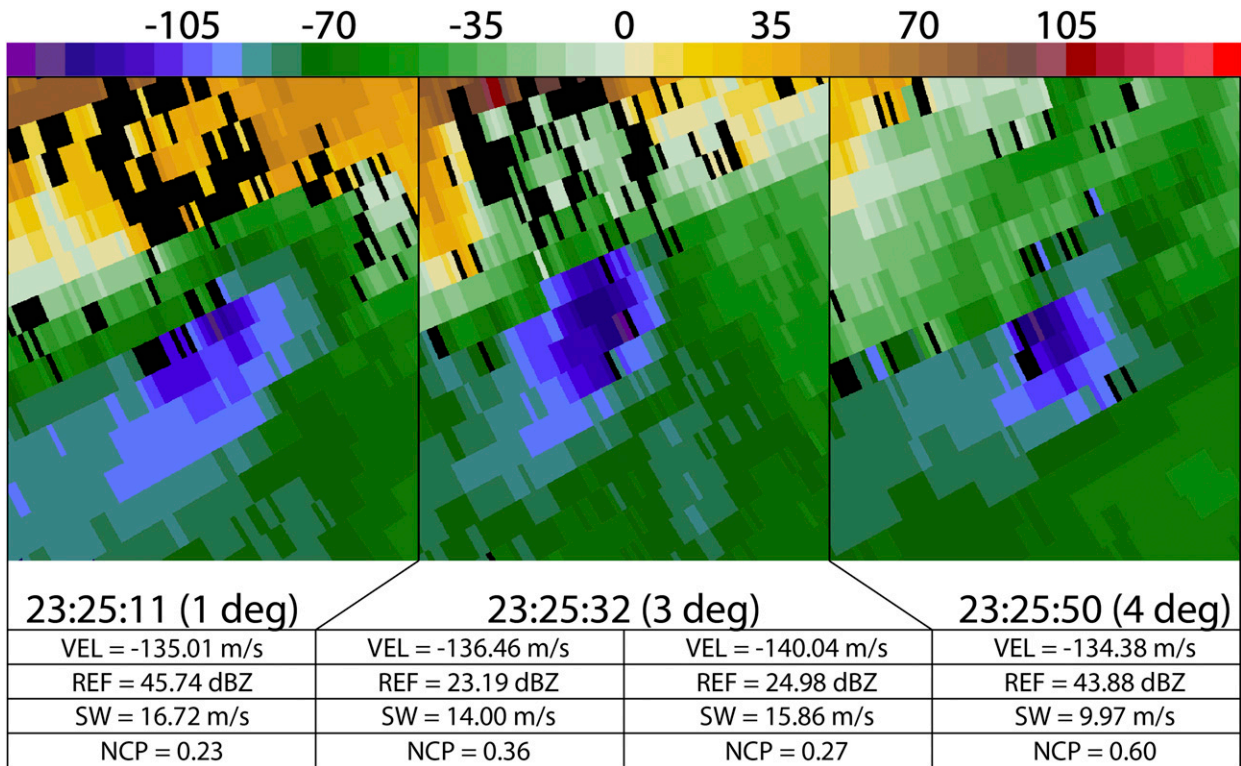 -105 -70 -35 0 35 70 105
23:25:11 (1 deg) 23:25:32 (3 deg) 23:25:50 (4 deg)
VEL = -135.01 m/s VEL = -136.46 m/s VEL = -140.04 m/s VEL = -134.38 m/s
REF = 45.74 dBZ REF = 23.19 dBZ REF = 24.98 dBZ REF = 43.88 dBZ
SW = 16.72 m/s SW = 14.00 m/s SW = 15.86 m/s SW = 9.97 m/s
NCP = 0.23 NCP = 0.36 NCP = 0.27 NCP = 0.60